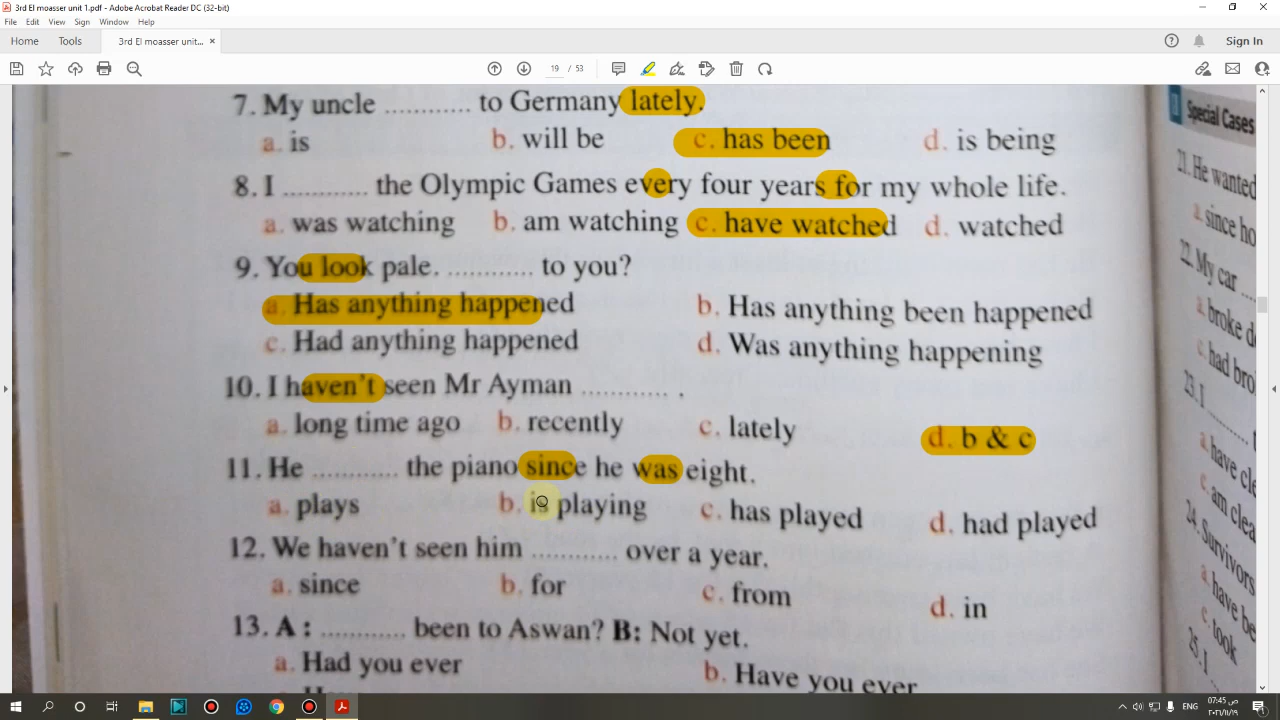 3rd El moasser unit 1.pdf - Adobe Acrobat Reader DC (32-bit)
File Edit View Sign Window Help
Home Tools 3rd El moasser unit... × Sign In
19 / 53
7. My uncle ............ to Germany lately.
a. is b. will be c. has been d. is being
8. I ............ the Olympic Games every four years for my whole life.
a. was watching b. am watching c. have watched d. watched
9. You look pale. ............ to you?
a. Has anything happened b. Has anything been happened
c. Had anything happened d. Was anything happening
10. I haven't seen Mr Ayman ............ .
a. long time ago b. recently c. lately d. b & c
11. He ............ the piano since he was eight.
a. plays b. is playing c. has played d. had played
12. We haven't seen him ............ over a year.
a. since b. for c. from d. in
13. A : ............ been to Aswan? B: Not yet.
a. Had you ever b. Have you ever
Special Cases
21. He wanted
a. since ho
22. My car ....
a. broke d
c. had bro
23. I ........
a. have cle
c. am clea
24. Survivors
a. have be
c. took
25. I ....
ENG 07:45 ص